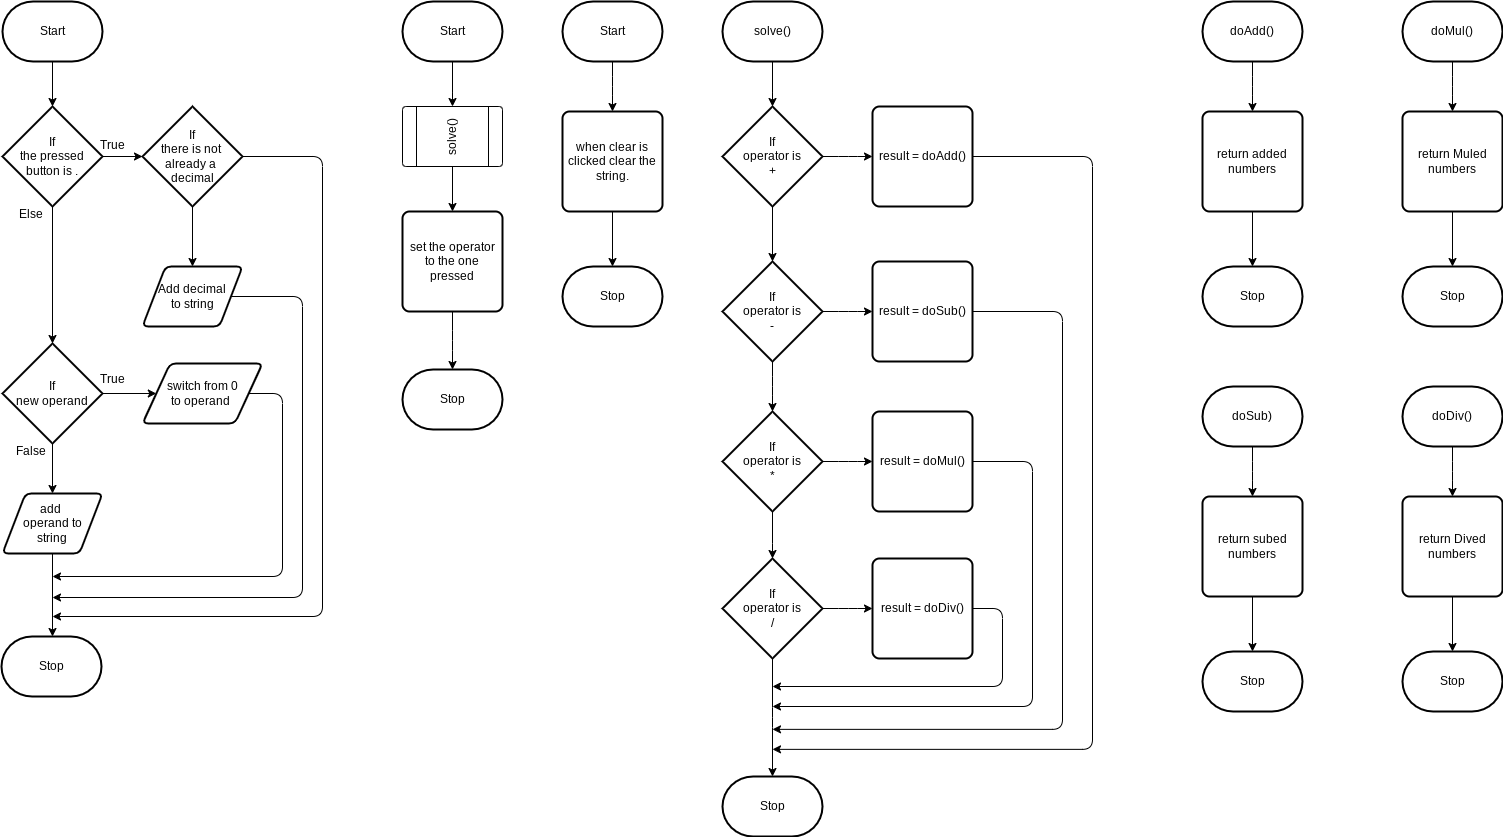 Start
If
the pressed
button is .
True
If
there is not
already a
decimal
Else
Add decimal
to string
If
new operand
True
switch from 0
to operand
False
add
operand to
string
Stop
Start
solve()
set the operator
to the one
pressed
Stop
Start
when clear is
clicked clear the
string.
Stop
solve()
If
operator is
+
result = doAdd()
If
operator is
-
result = doSub()
If
operator is
*
result = doMul()
If
operator is
/
result = doDiv()
Stop
doAdd()
return added
numbers
Stop
doMul()
return Muled
numbers
Stop
doSub)
return subed
numbers
Stop
doDiv()
return Dived
numbers
Stop